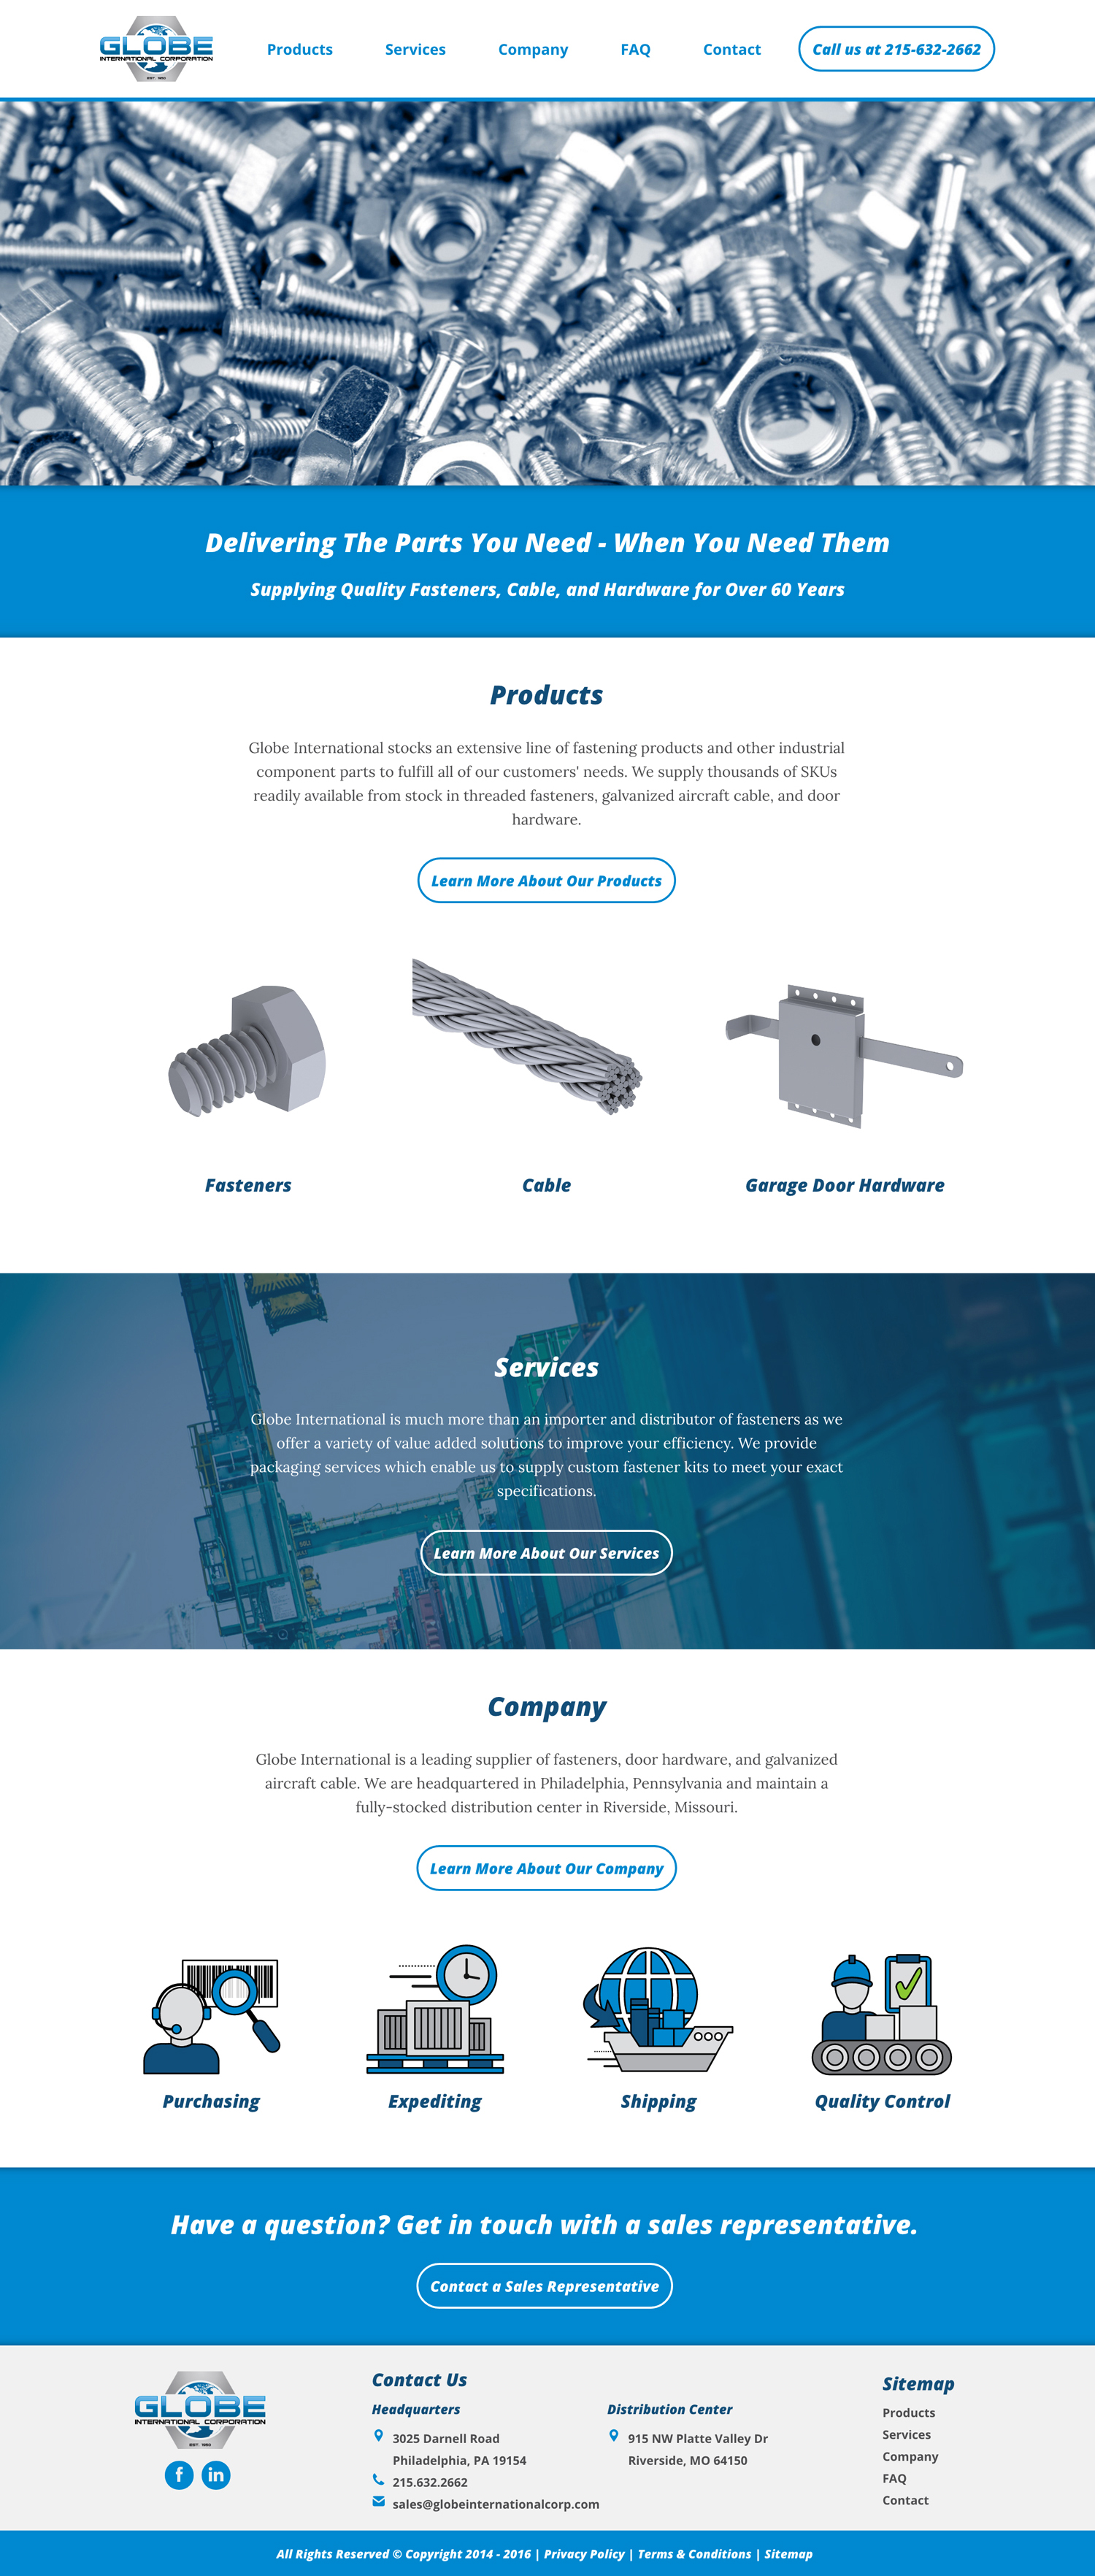 GLOBE
INTERNATIONAL CORPORATION
Products
Services
Company
FAQ
Contact
Call us at 215-632-2662
Delivering The Parts You Need - When You Need Them
Supplying Quality Fasteners, Cable, and Hardware for Over 60 Years
Products
Globe International stocks an extensive line of fastening products and other industrial
component parts to fulfill all of our customers' needs. We supply thousands of SKUs
readily available from stock in threaded fasteners, galvanized aircraft cable, and door
hardware.
Learn More About Our Products
Fasteners
Cable
Garage Door Hardware
Services
Globe International is much more than an importer and distributor of fasteners as we
offer a variety of value added solutions to improve your efficiency. We provide
packaging services which enable us to supply custom fastener kits to meet your exact
specifications.
Learn More About Our Services
Company
Globe International is a leading supplier of fasteners, door hardware, and galvanized
aircraft cable. We are headquartered in Philadelphia, Pennsylvania and maintain a
fully-stocked distribution center in Riverside, Missouri.
Learn More About Our Company
Purchasing
Expediting
Shipping
Quality Control
Have a question? Get in touch with a sales representative.
Contact a Sales Representative
GLOBE
INTERNATIONAL CORPORATION
f
in
Contact Us
Headquarters
3025 Darnell Road
Philadelphia, PA 19154
215.632.2662
sales@globeinternationalcorp.com
Distribution Center
915 NW Platte Valley Dr
Riverside, MO 64150
Sitemap
Products
Services
Company
FAQ
Contact
All Rights Reserved © Copyright 2014 - 2016 | Privacy Policy | Terms & Conditions | Sitemap